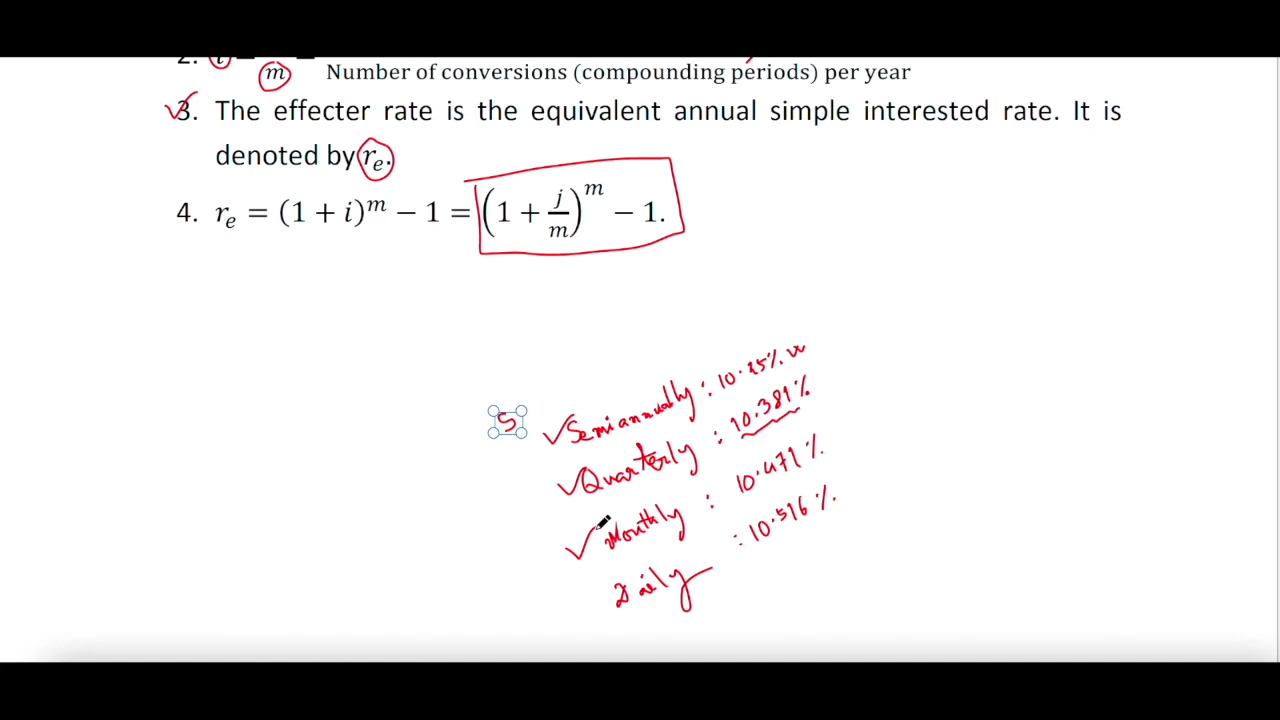 m Number of conversions (compounding periods) per year
3. The effecter rate is the equivalent annual simple interested rate. It is
denoted by rₑ.
4. rₑ = (1 + i)ᵐ − 1 = (1 + j/m)ᵐ − 1.
S
Semiannually : 10.25%
Quarterly : 10.381%
Monthly : 10.471%
Daily : 10.516%